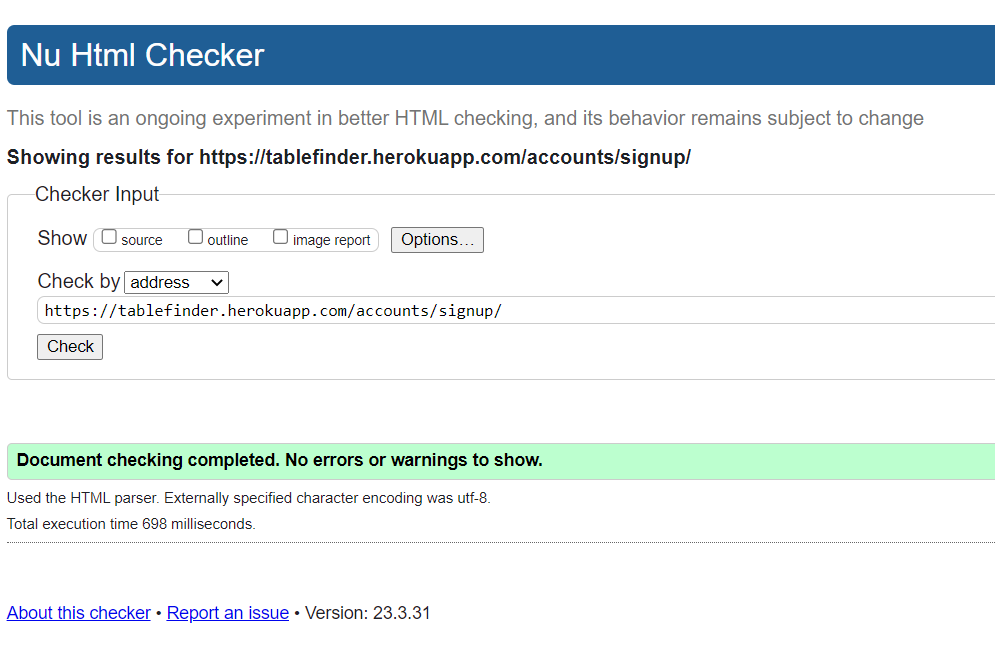 Nu Html Checker
This tool is an ongoing experiment in better HTML checking, and its behavior remains subject to change
Showing results for https://tablefinder.herokuapp.com/accounts/signup/
Checker Input
Show source outline image report Options...
Check by address
https://tablefinder.herokuapp.com/accounts/signup/
Check
Document checking completed. No errors or warnings to show.
Used the HTML parser. Externally specified character encoding was utf-8.
Total execution time 698 milliseconds.
About this checker • Report an issue • Version: 23.3.31